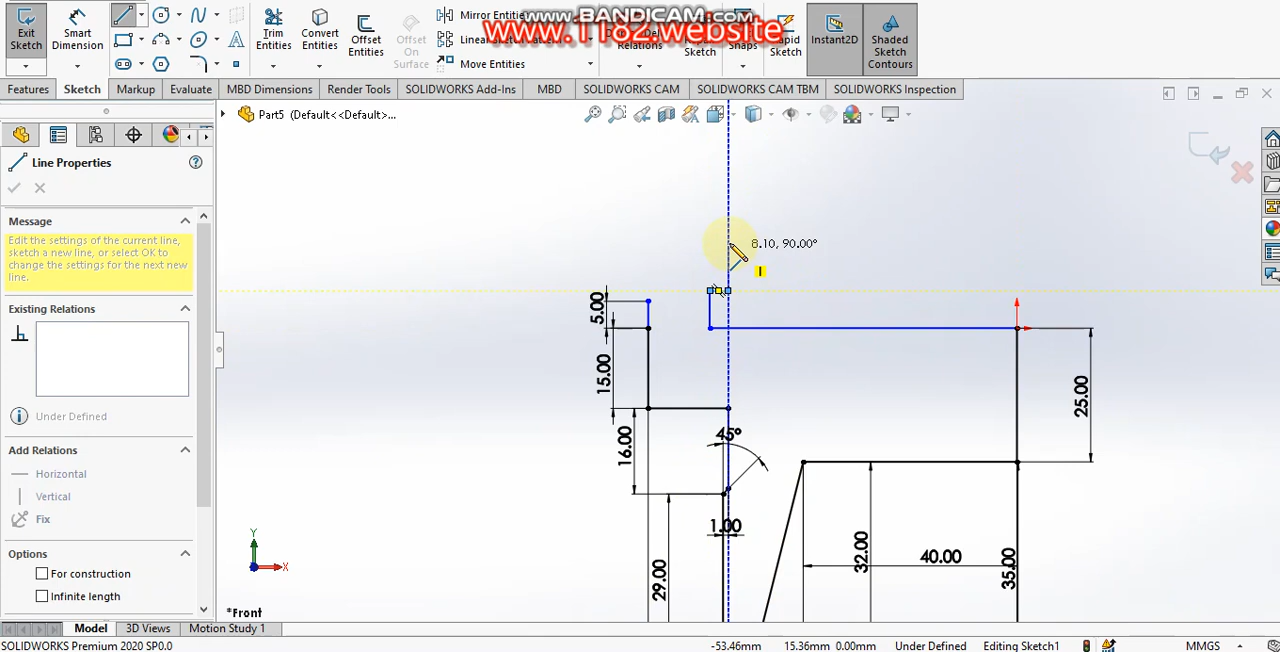 www.BANDICAM.com
www.1182.website
Exit Sketch
Smart Dimension
Trim Entities
Convert Entities
Offset Entities
Offset On Surface
Mirror Entities
Move Entities
Relations
Sketch
Snaps
Rapid Sketch
Instant2D
Shaded Sketch Contours
Features
Sketch
Markup
Evaluate
MBD Dimensions
Render Tools
SOLIDWORKS Add-Ins
MBD
SOLIDWORKS CAM
SOLIDWORKS CAM TBM
SOLIDWORKS Inspection
Part5 (Default<<Default>...
Line Properties
Message
Edit the settings of the current line,
sketch a new line, or select OK to
change the settings for the next new
line.
Existing Relations
Under Defined
Add Relations
Horizontal
Vertical
Fix
Options
For construction
Infinite length
8.10, 90.00°
5.00
15.00
25.00
16.00
45°
1.00
29.00
32.00
40.00
35.00
Y
X
*Front
Model
3D Views
Motion Study 1
SOLIDWORKS Premium 2020 SP0.0
-53.46mm
15.36mm
0.00mm
Under Defined
Editing Sketch1
MMGS